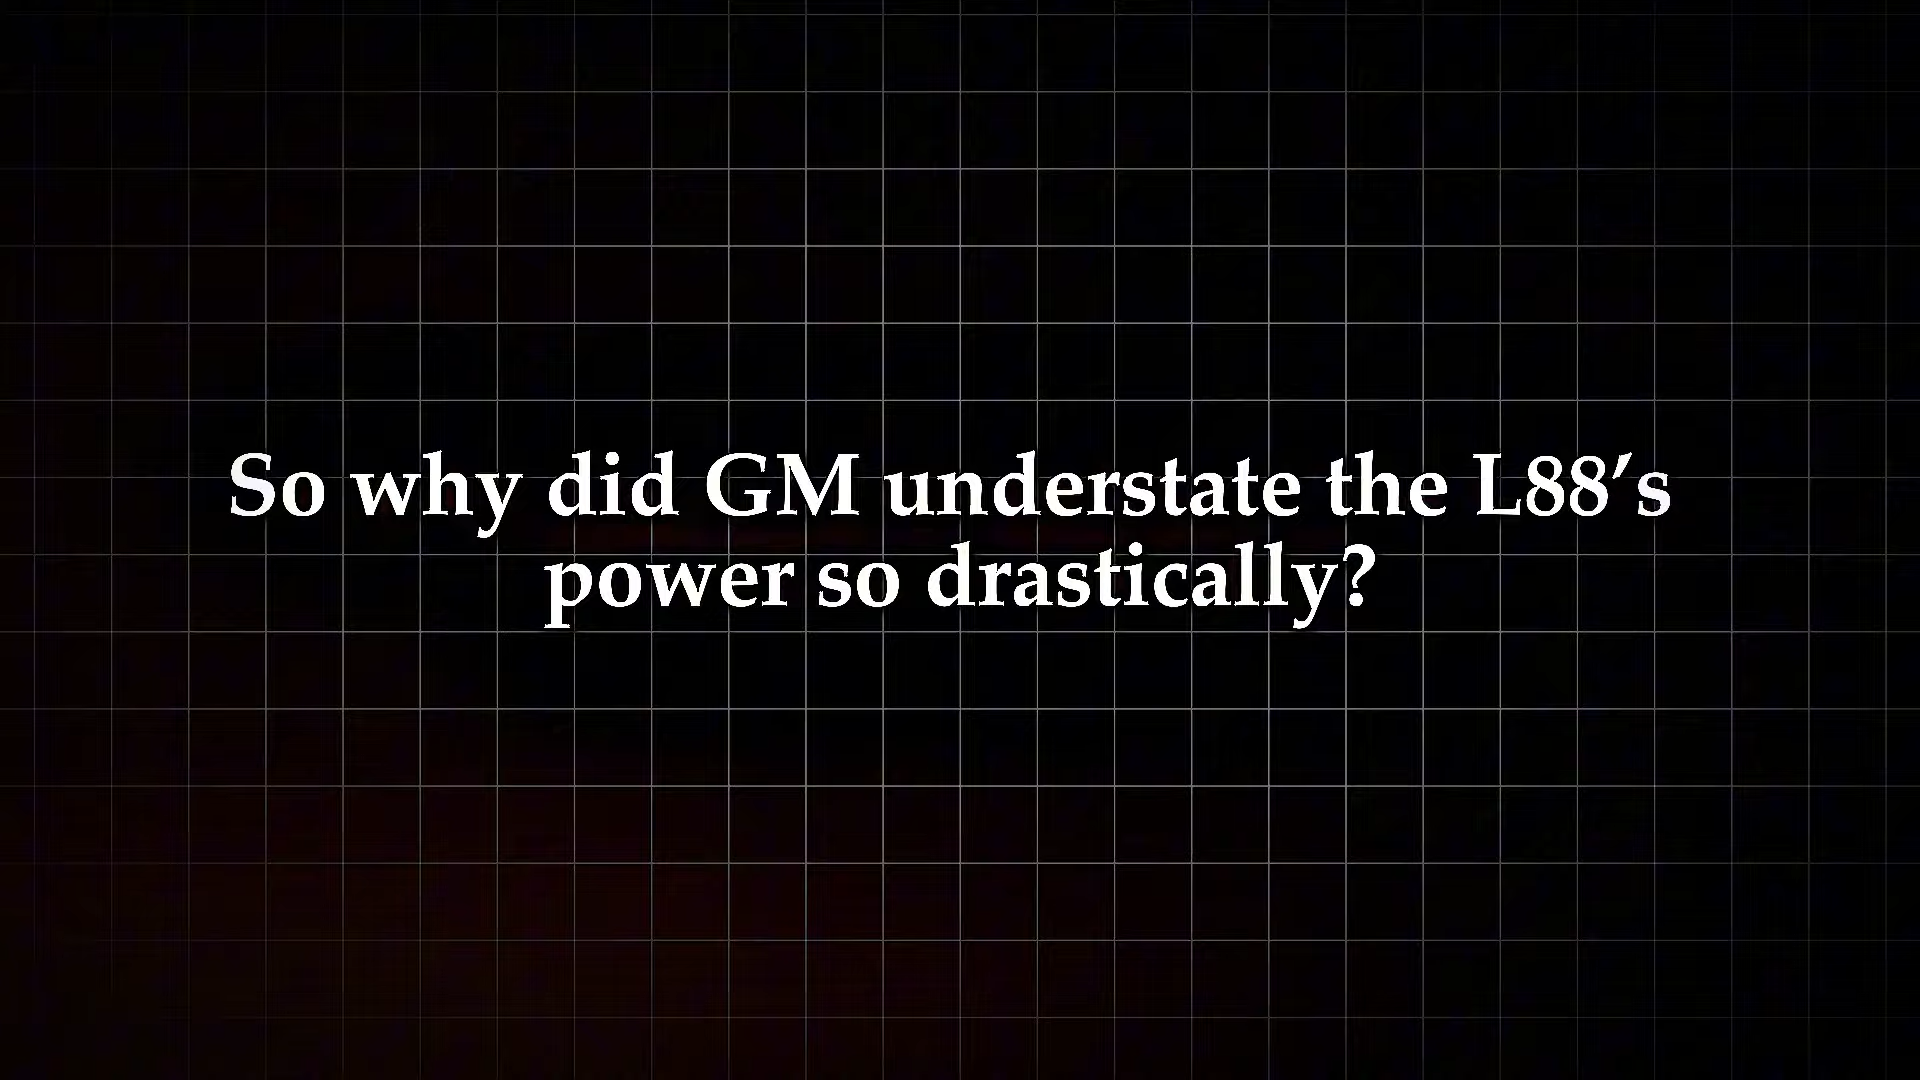 So why did GM understate the L88’s
power so drastically?